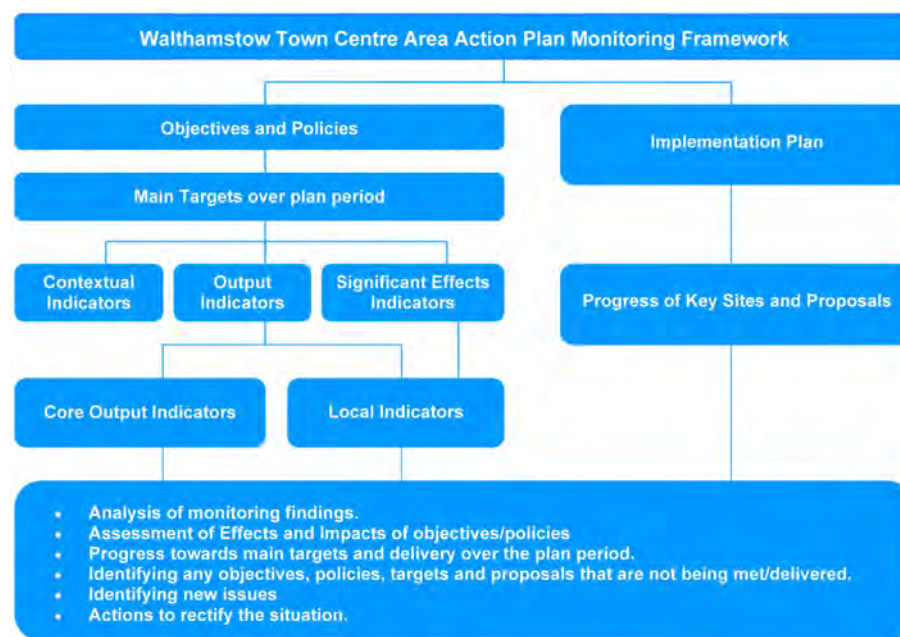 Walthamstow Town Centre Area Action Plan Monitoring Framework
Objectives and Policies
Implementation Plan
Main Targets over plan period
Contextual
Indicators
Output
Indicators
Significant Effects
Indicators
Progress of Key Sites and Proposals
Core Output Indicators
Local Indicators
• Analysis of monitoring findings.
• Assessment of Effects and Impacts of objectives/policies
• Progress towards main targets and delivery over the plan period.
• Identifying any objectives, policies, targets and proposals that are not being met/delivered.
• Identifying new issues
• Actions to rectify the situation.